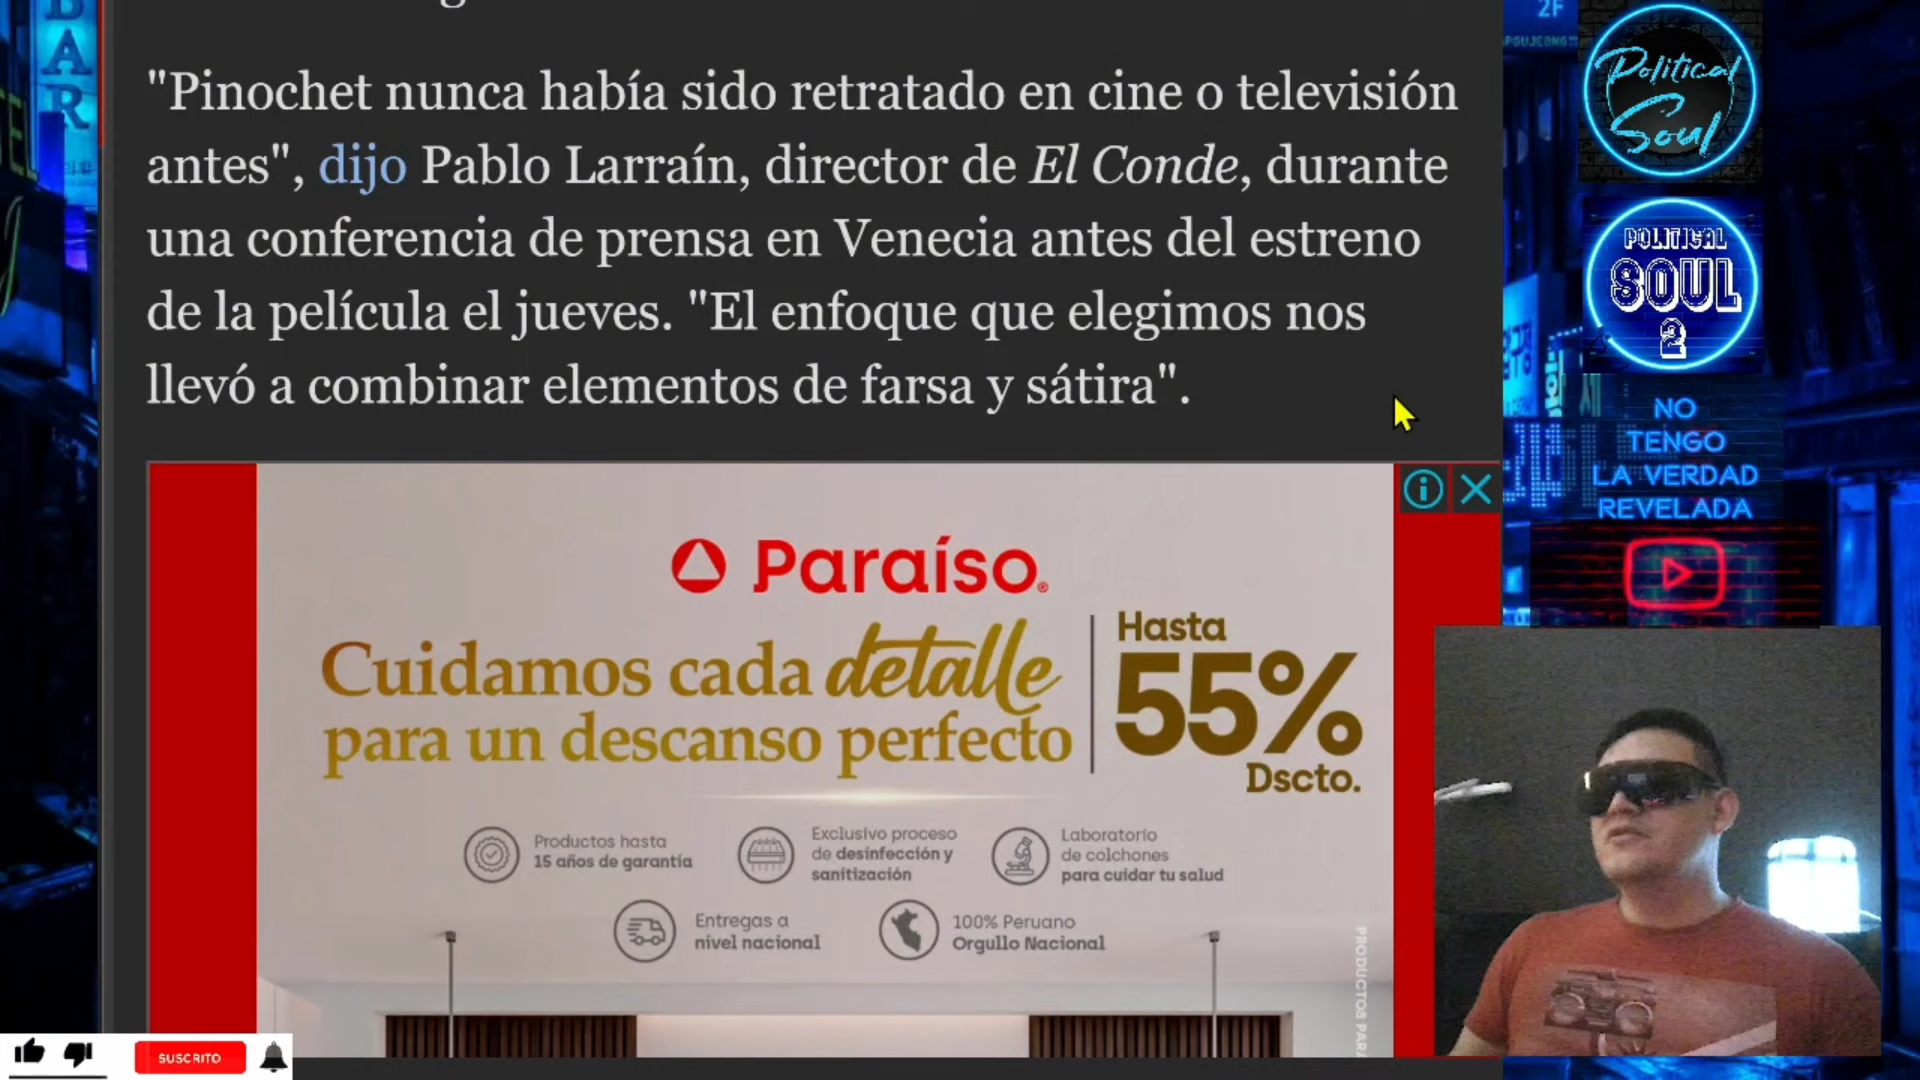 BAR
"Pinochet nunca había sido retratado en cine o televisión
antes", dijo Pablo Larraín, director de El Conde, durante
una conferencia de prensa en Venecia antes del estreno
de la película el jueves. "El enfoque que elegimos nos
llevó a combinar elementos de farsa y sátira".
Paraíso®
Cuidamos cada detalle
para un descanso perfecto
Hasta
55%
Dscto.
Productos hasta
15 años de garantía
Exclusivo proceso
de desinfección y
sanitización
Laboratorio
de colchones
para cuidar tu salud
Entregas a
nivel nacional
100% Peruano
Orgullo Nacional
PRODUCTOS
2F
Political
Soul
POLITICAL
SOUL
2
NO
TENGO
LA VERDAD
REVELADA
SUSCRITO